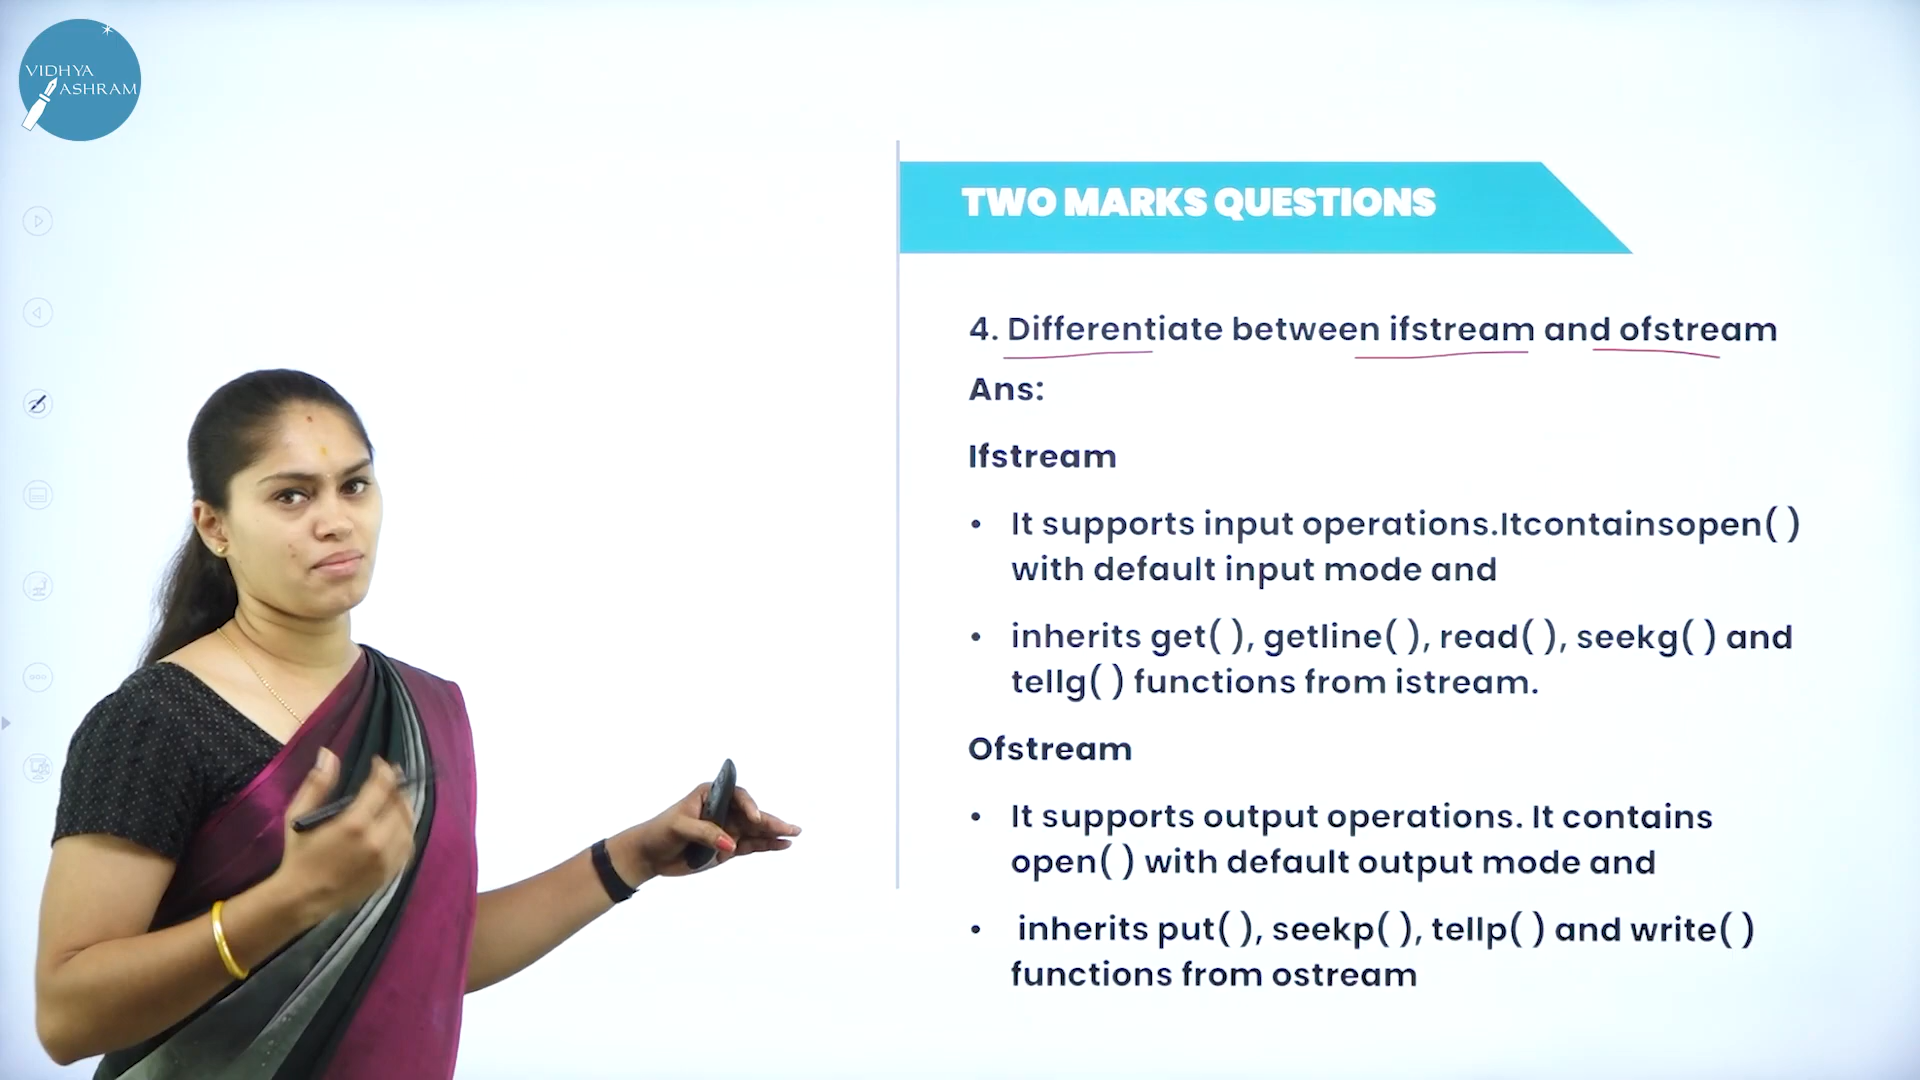 VIDHYA
ASHRAM
TWO MARKS QUESTIONS
4. Differentiate between ifstream and ofstream
Ans:
Ifstream
• It supports input operations.Itcontainsopen( )
with default input mode and
• inherits get( ), getline( ), read( ), seekg( ) and
tellg( ) functions from istream.
Ofstream
• It supports output operations. It contains
open( ) with default output mode and
• inherits put( ), seekp( ), tellp( ) and write( )
functions from ostream